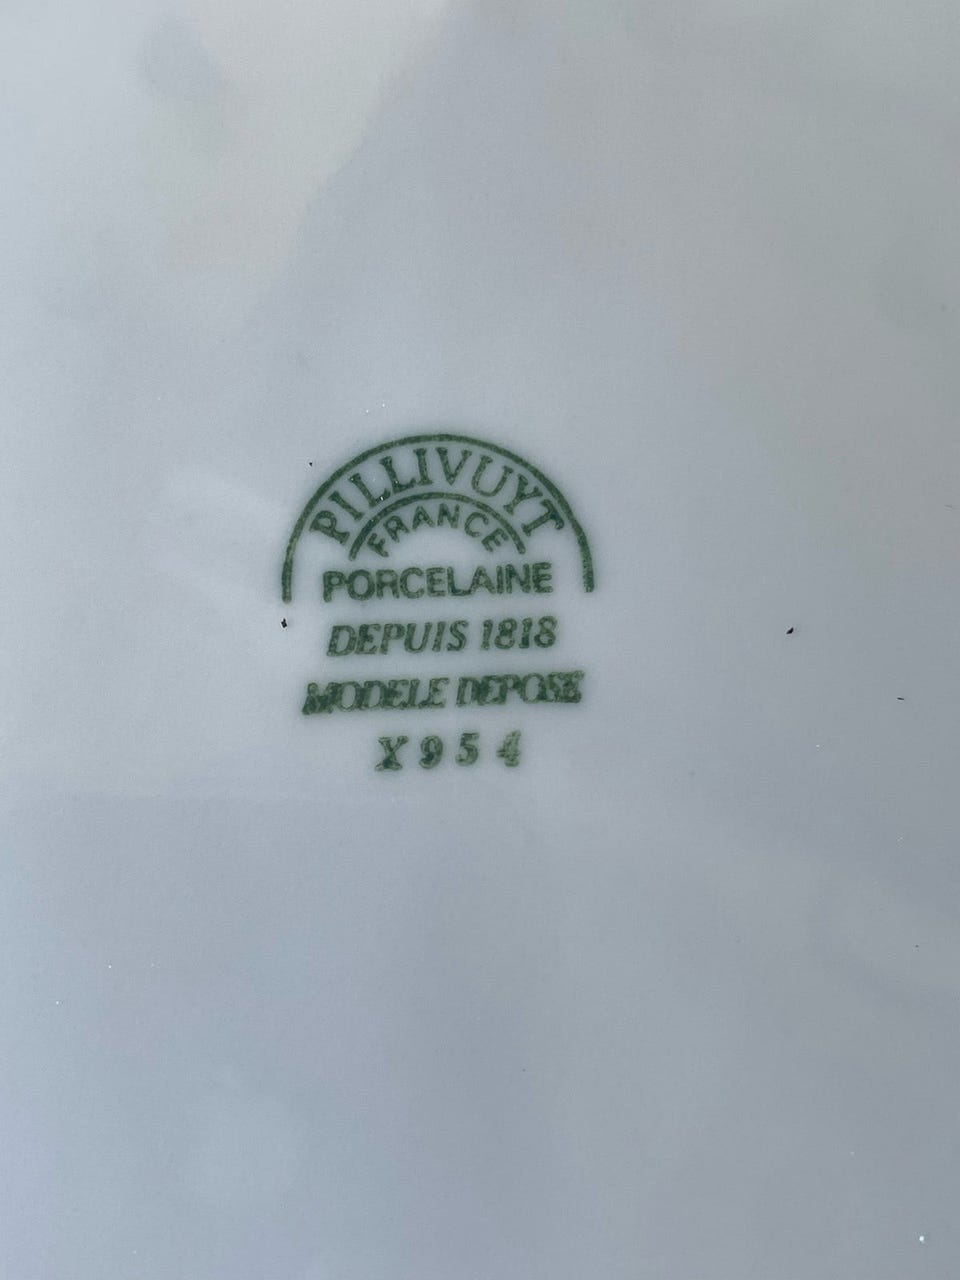 PILLIVUYT
FRANCE
PORCELAINE
DEPUIS 1818
MODELE DEPOSE
X954